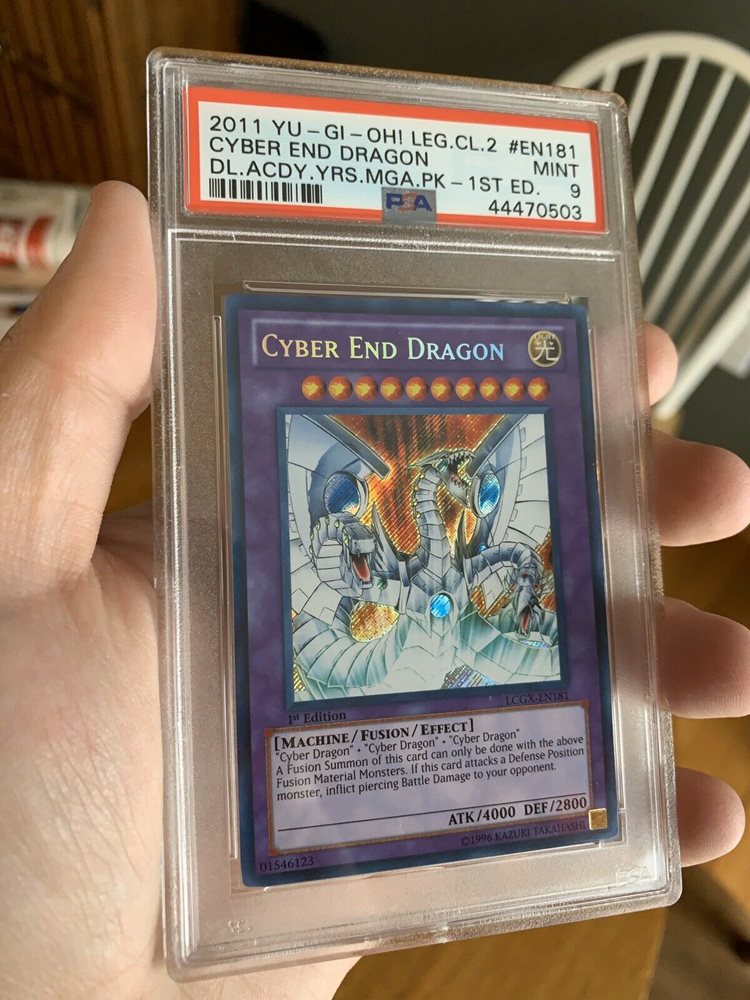 2011 YU-GI-OH! LEG.CL.2 #EN181
CYBER END DRAGON MINT
DL.ACDY.YRS.MGA.PK-1ST ED. 9
PSA 44470503
CYBER END DRAGON
LIGHT
光
LCGX-EN181
1st Edition
[MACHINE/FUSION/EFFECT]
"Cyber Dragon" + "Cyber Dragon" + "Cyber Dragon"
A Fusion Summon of this card can only be done with the above
Fusion Material Monsters. If this card attacks a Defense Position
monster, inflict piercing Battle Damage to your opponent.
ATK/4000 DEF/2800
01546123 ©1996 KAZUKI TAKAHASHI